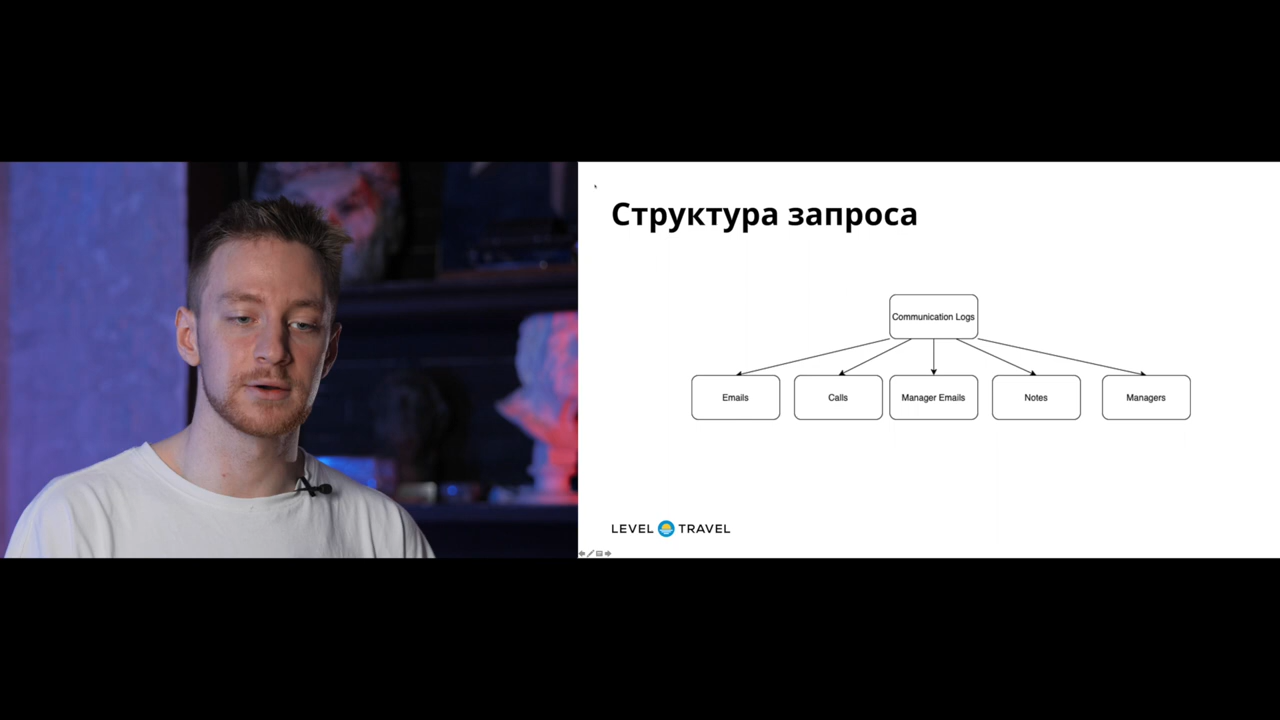 Структура запроса
Communication Logs
Emails
Calls
Manager Emails
Notes
Managers
LEVEL TRAVEL